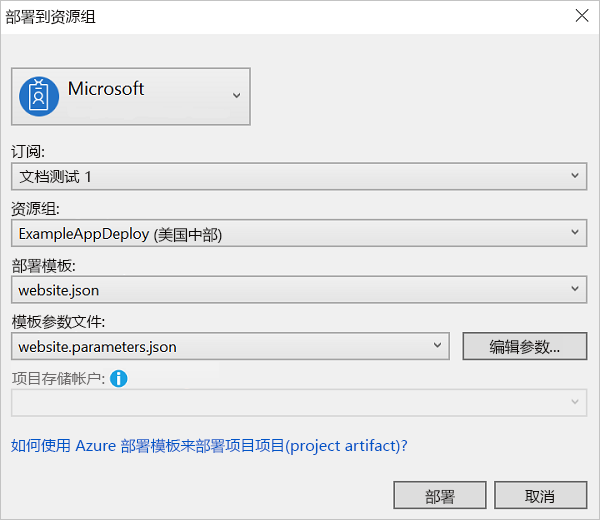 部署到资源组
Microsoft
订阅:
文档测试 1
资源组:
ExampleAppDeploy (美国中部)
部署模板:
website.json
模板参数文件:
website.parameters.json
编辑参数...
项目存储帐户:
如何使用 Azure 部署模板来部署项目项目(project artifact)?
部署
取消